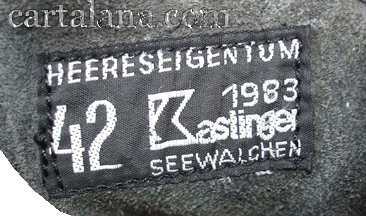 cartalana.com
HEERESEIGENTUM
42 Kastinger 1983
SEEWALCHEN